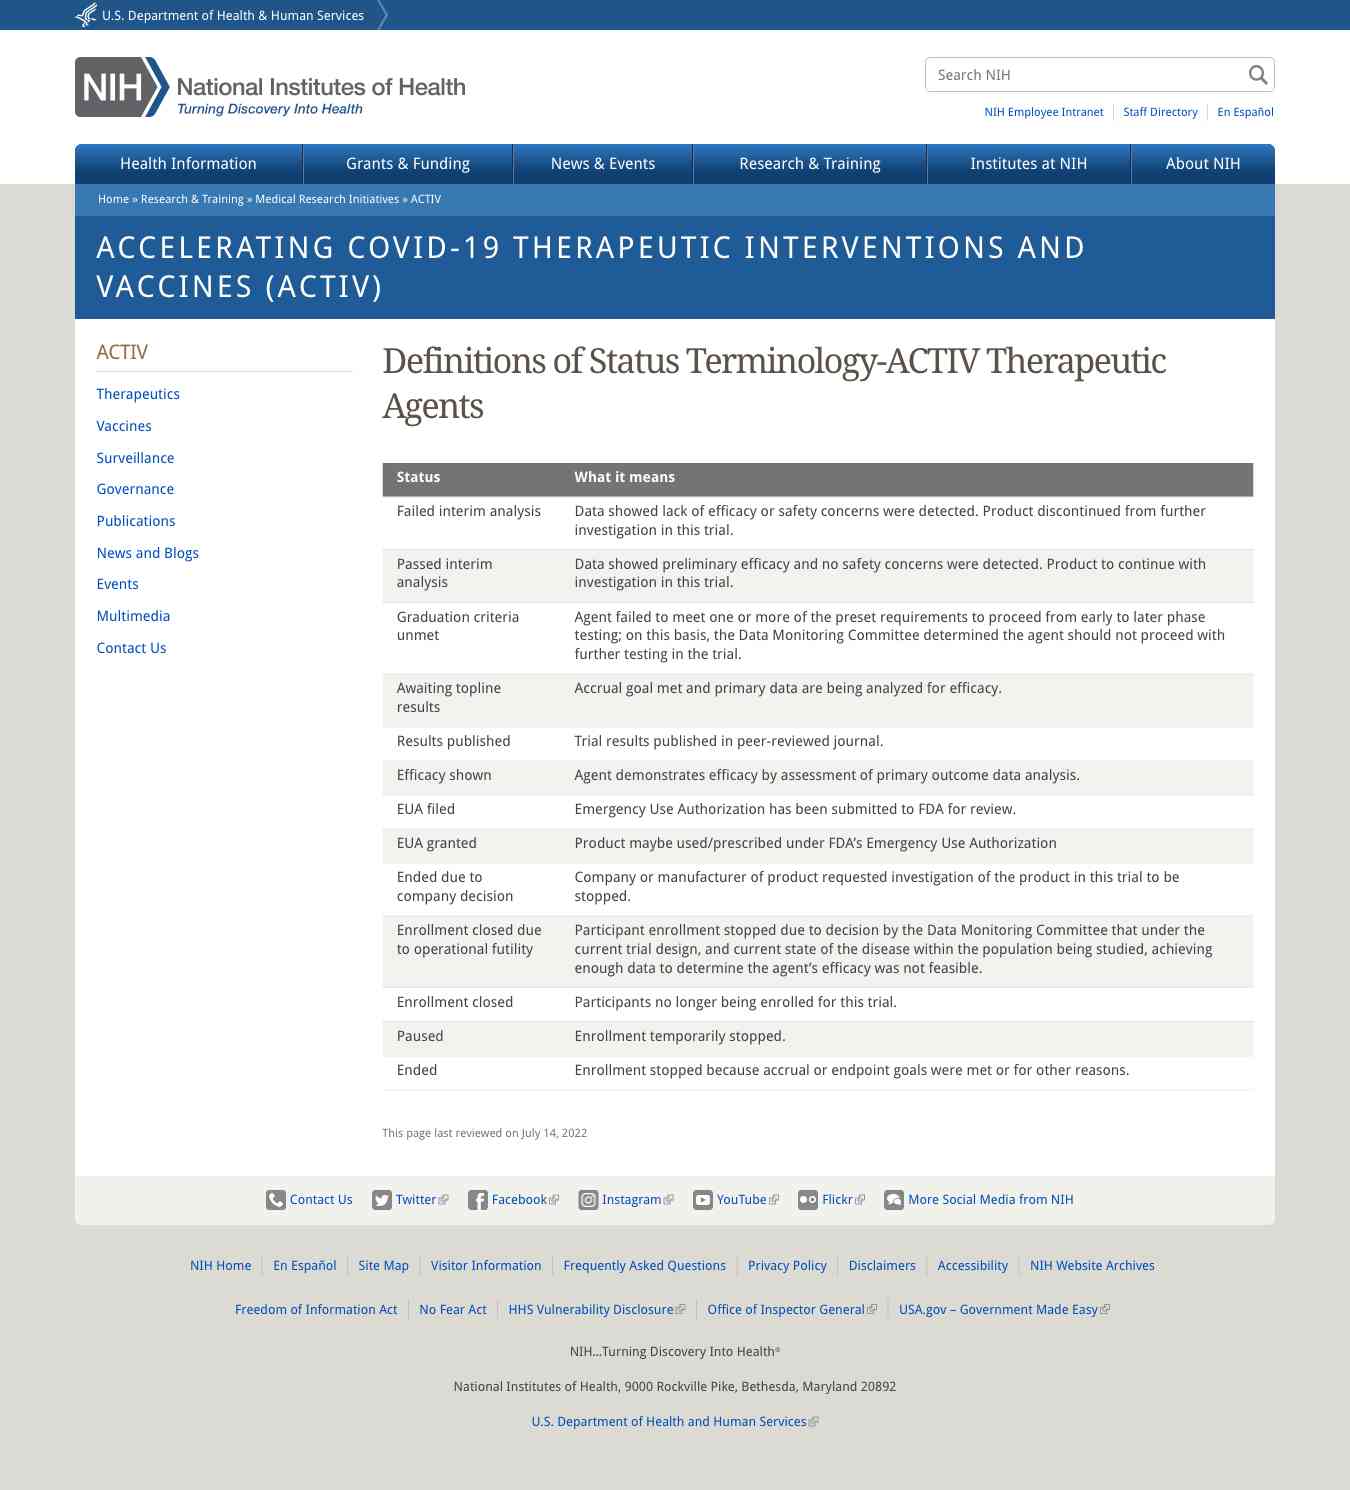 U.S. Department of Health & Human Services
NIH National Institutes of Health
Turning Discovery Into Health
Search NIH
NIH Employee Intranet
Staff Directory
En Español
Health Information
Grants & Funding
News & Events
Research & Training
Institutes at NIH
About NIH
Home » Research & Training » Medical Research Initiatives » ACTIV
ACCELERATING COVID-19 THERAPEUTIC INTERVENTIONS AND
VACCINES (ACTIV)
ACTIV
Therapeutics
Vaccines
Surveillance
Governance
Publications
News and Blogs
Events
Multimedia
Contact Us
Definitions of Status Terminology-ACTIV Therapeutic
Agents
Status
What it means
Failed interim analysis
Data showed lack of efficacy or safety concerns were detected. Product discontinued from further
investigation in this trial.
Passed interim
analysis
Data showed preliminary efficacy and no safety concerns were detected. Product to continue with
investigation in this trial.
Graduation criteria
unmet
Agent failed to meet one or more of the preset requirements to proceed from early to later phase
testing; on this basis, the Data Monitoring Committee determined the agent should not proceed with
further testing in the trial.
Awaiting topline
results
Accrual goal met and primary data are being analyzed for efficacy.
Results published
Trial results published in peer-reviewed journal.
Efficacy shown
Agent demonstrates efficacy by assessment of primary outcome data analysis.
EUA filed
Emergency Use Authorization has been submitted to FDA for review.
EUA granted
Product maybe used/prescribed under FDA’s Emergency Use Authorization
Ended due to
company decision
Company or manufacturer of product requested investigation of the product in this trial to be
stopped.
Enrollment closed due
to operational futility
Participant enrollment stopped due to decision by the Data Monitoring Committee that under the
current trial design, and current state of the disease within the population being studied, achieving
enough data to determine the agent’s efficacy was not feasible.
Enrollment closed
Participants no longer being enrolled for this trial.
Paused
Enrollment temporarily stopped.
Ended
Enrollment stopped because accrual or endpoint goals were met or for other reasons.
This page last reviewed on July 14, 2022
Contact Us
Twitter
Facebook
Instagram
YouTube
Flickr
More Social Media from NIH
NIH Home
En Español
Site Map
Visitor Information
Frequently Asked Questions
Privacy Policy
Disclaimers
Accessibility
NIH Website Archives
Freedom of Information Act
No Fear Act
HHS Vulnerability Disclosure
Office of Inspector General
USA.gov – Government Made Easy
NIH…Turning Discovery Into Health®
National Institutes of Health, 9000 Rockville Pike, Bethesda, Maryland 20892
U.S. Department of Health and Human Services